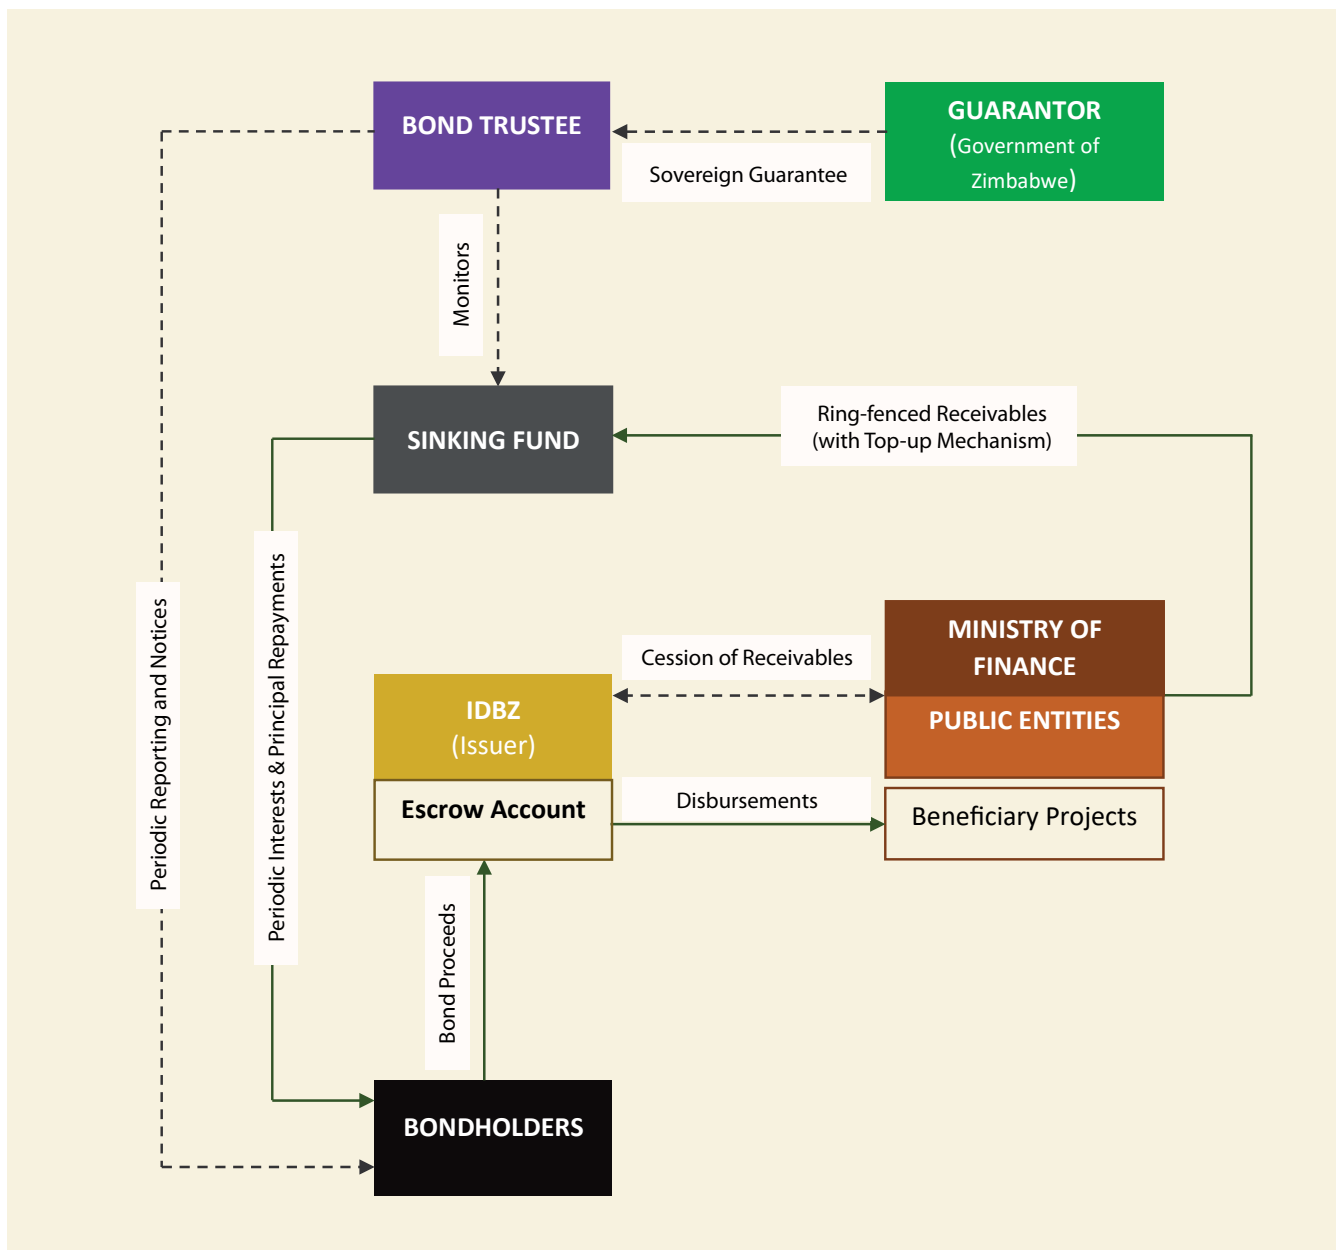 BOND TRUSTEE
GUARANTOR
(Government of
Zimbabwe)
Sovereign Guarantee
Monitors
SINKING FUND
Ring-fenced Receivables
(with Top-up Mechanism)
Periodic Reporting and Notices
Periodic Interests & Principal Repayments
Cession of Receivables
MINISTRY OF
FINANCE
PUBLIC ENTITIES
IDBZ
(Issuer)
Escrow Account
Disbursements
Beneficiary Projects
Bond Proceeds
BONDHOLDERS